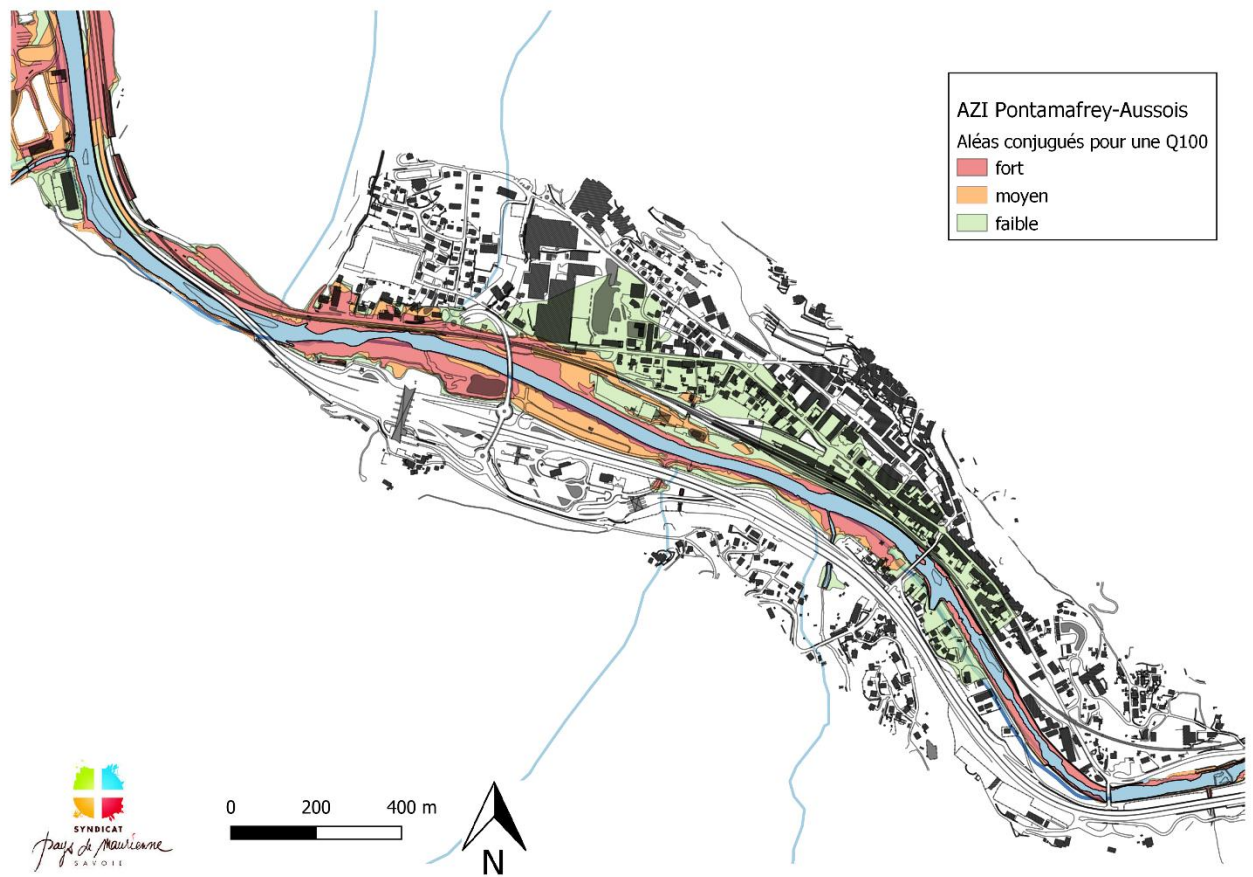 AZI Pontamafrey-Aussois
Aléas conjugués pour une Q100
fort
moyen
faible
SYNDICAT
pays de maurienne
SAVOIE
0 200 400 m
N